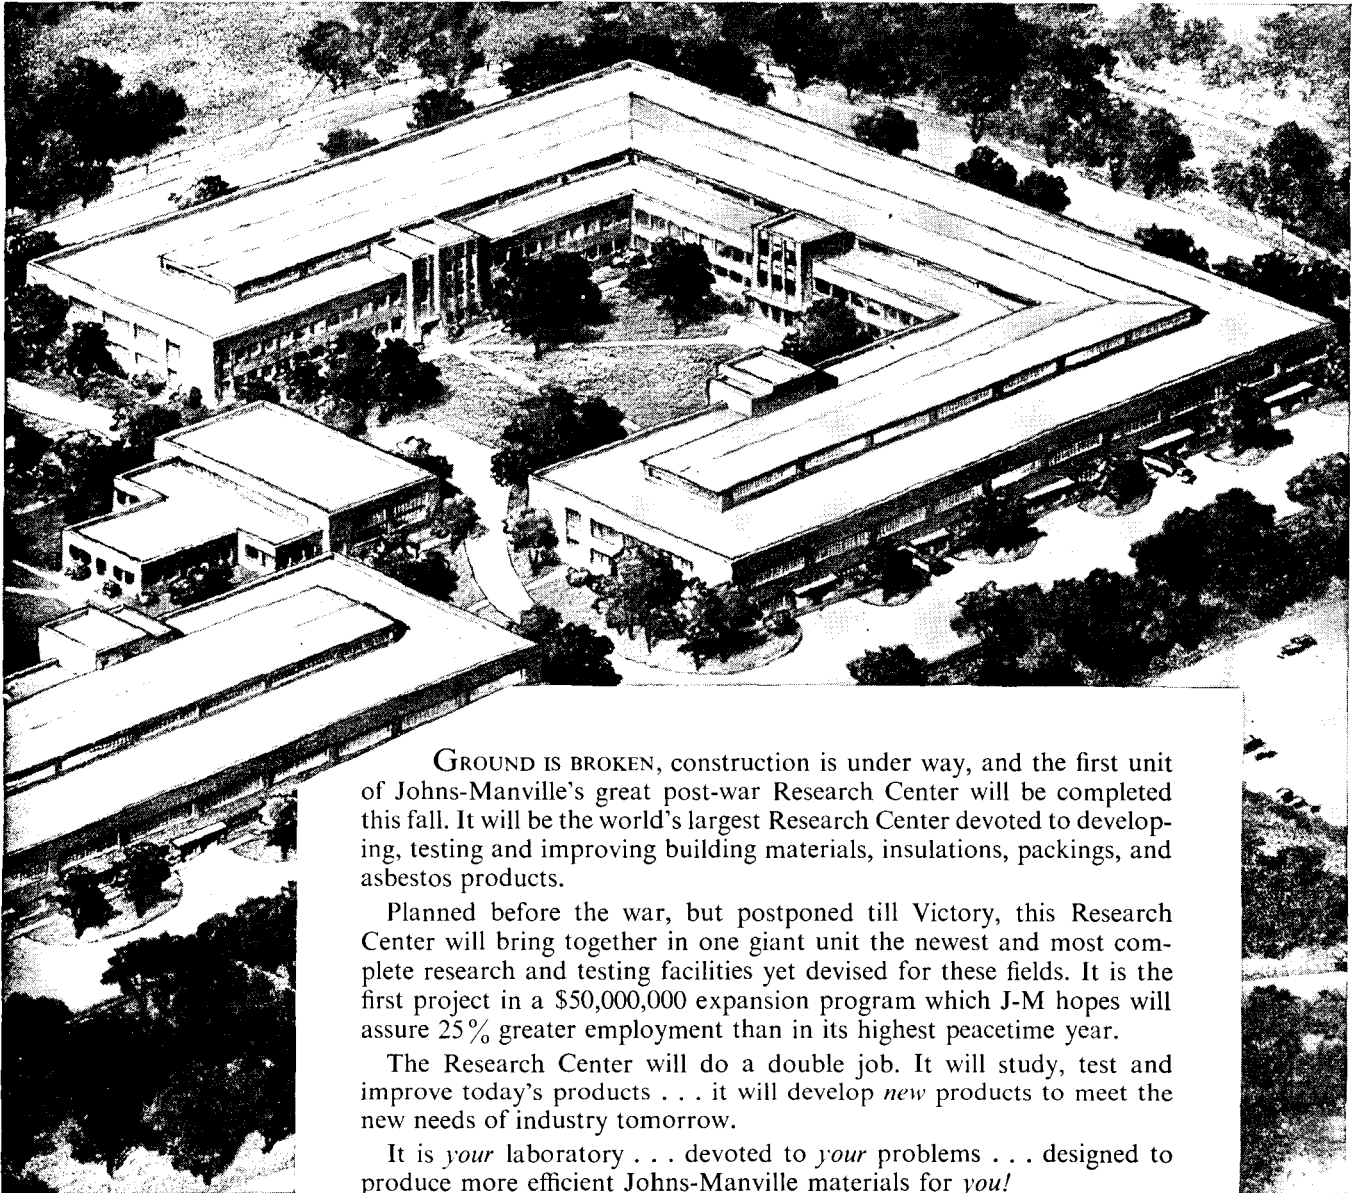 GROUND IS BROKEN, construction is under way, and the first unit
of Johns-Manville's great post-war Research Center will be completed
this fall. It will be the world's largest Research Center devoted to develop-
ing, testing and improving building materials, insulations, packings, and
asbestos products.
Planned before the war, but postponed till Victory, this Research
Center will bring together in one giant unit the newest and most com-
plete research and testing facilities yet devised for these fields. It is the
first project in a $50,000,000 expansion program which J-M hopes will
assure 25% greater employment than in its highest peacetime year.
The Research Center will do a double job. It will study, test and
improve today's products . . . it will develop new products to meet the
new needs of industry tomorrow.
It is your laboratory . . . devoted to your problems . . . designed to
produce more efficient Johns-Manville materials for you!